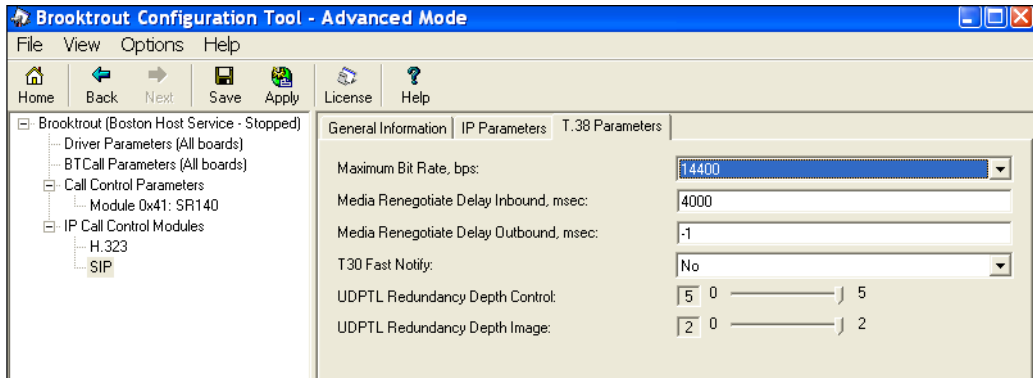 Brooktrout Configuration Tool - Advanced Mode
File View Options Help
Home Back Next Save Apply License Help
Brooktrout (Boston Host Service - Stopped)
Driver Parameters (All boards)
BTCall Parameters (All boards)
Call Control Parameters
Module 0x41: SR140
IP Call Control Modules
H.323
SIP
General Information IP Parameters T.38 Parameters
Maximum Bit Rate, bps: 14400
Media Renegotiate Delay Inbound, msec: 4000
Media Renegotiate Delay Outbound, msec: -1
T30 Fast Notify: No
UDPTL Redundancy Depth Control: 5 0 5
UDPTL Redundancy Depth Image: 2 0 2